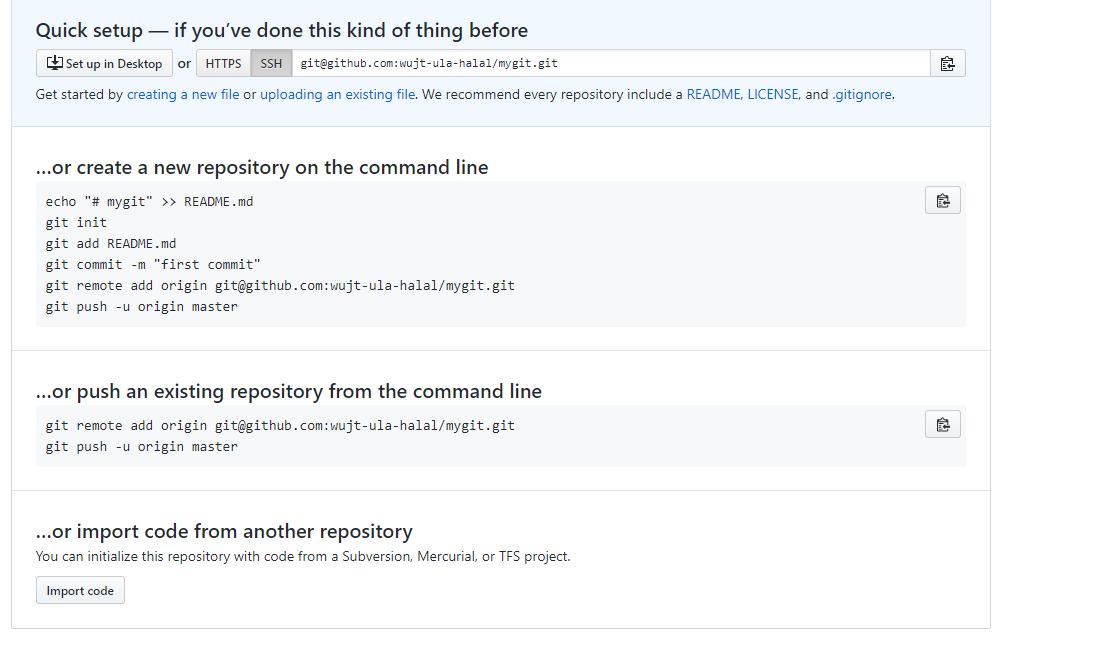 Quick setup — if you’ve done this kind of thing before
Set up in Desktop or HTTPS SSH git@github.com:wujt-ula-halal/mygit.git
Get started by creating a new file or uploading an existing file. We recommend every repository include a README, LICENSE, and .gitignore.
…or create a new repository on the command line
echo "# mygit" >> README.md
git init
git add README.md
git commit -m "first commit"
git remote add origin git@github.com:wujt-ula-halal/mygit.git
git push -u origin master
…or push an existing repository from the command line
git remote add origin git@github.com:wujt-ula-halal/mygit.git
git push -u origin master
…or import code from another repository
You can initialize this repository with code from a Subversion, Mercurial, or TFS project.
Import code